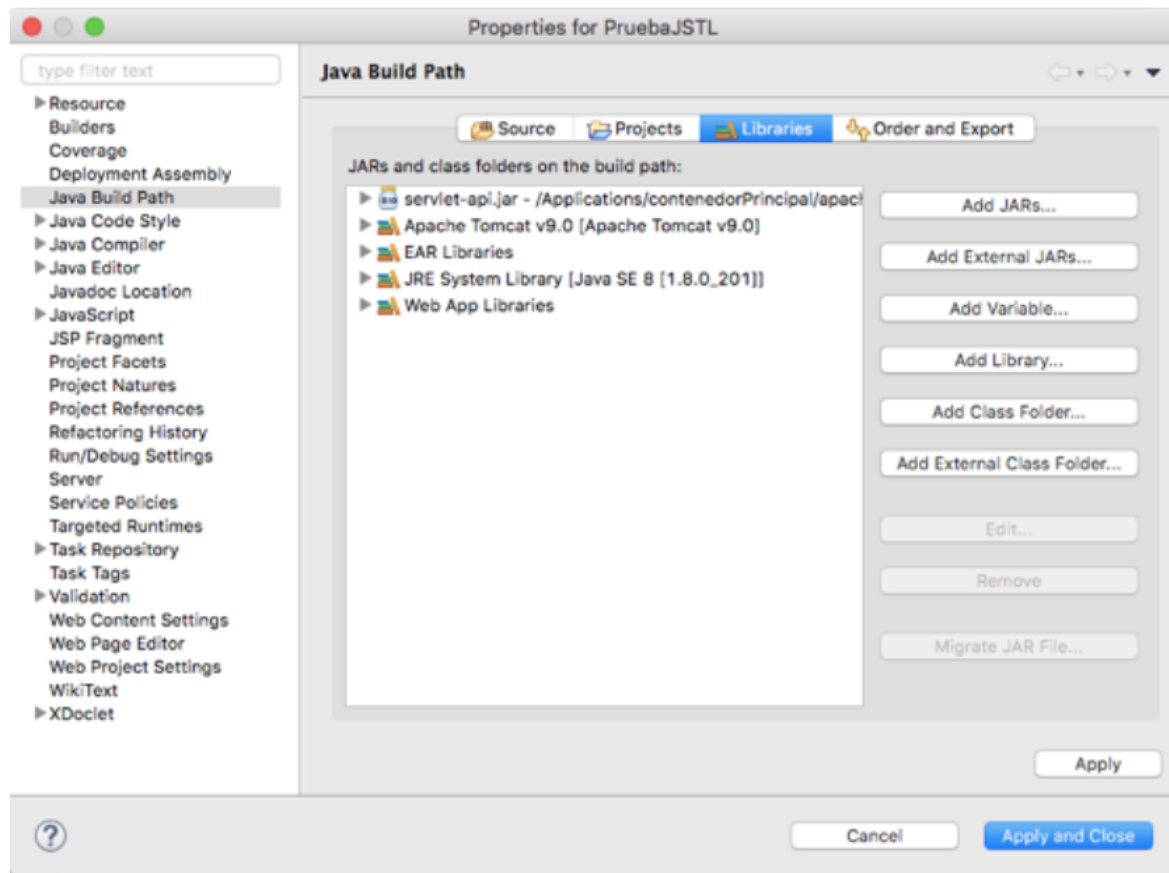 Properties for PruebaJSTL
type filter text
Resource
Builders
Coverage
Deployment Assembly
Java Build Path
Java Code Style
Java Compiler
Java Editor
Javadoc Location
JavaScript
JSP Fragment
Project Facets
Project Natures
Project References
Refactoring History
Run/Debug Settings
Server
Service Policies
Targeted Runtimes
Task Repository
Task Tags
Validation
Web Content Settings
Web Page Editor
Web Project Settings
WikiText
XDoclet
Java Build Path
Source Projects Libraries Order and Export
JARs and class folders on the build path:
servlet-api.jar - /Applications/contenedorPrincipal/apach
Apache Tomcat v9.0 [Apache Tomcat v9.0]
EAR Libraries
JRE System Library [Java SE 8 [1.8.0_201]]
Web App Libraries
Add JARs...
Add External JARs...
Add Variable...
Add Library...
Add Class Folder...
Add External Class Folder...
Edit...
Remove
Migrate JAR File...
Apply
?
Cancel
Apply and Close